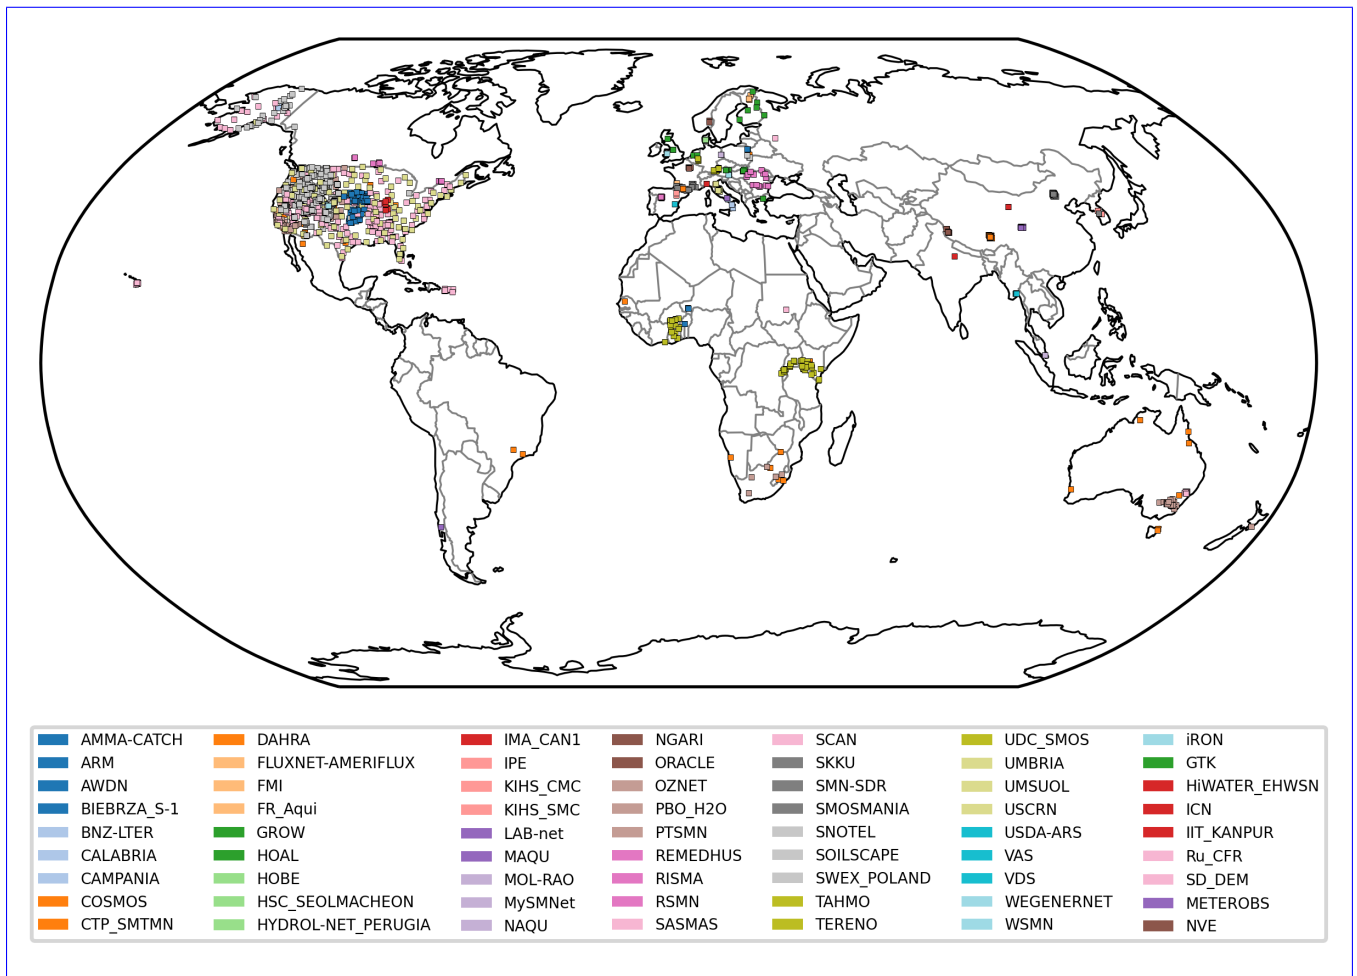 AMMA-CATCH
ARM
AWDN
BIEBRZA_S-1
BNZ-LTER
CALABRIA
CAMPANIA
COSMOS
CTP_SMTMN
DAHRA
FLUXNET-AMERIFLUX
FMI
FR_Aqui
GROW
HOAL
HOBE
HSC_SEOLMACHEON
HYDROL-NET_PERUGIA
IMA_CAN1
IPE
KIHS_CMC
KIHS_SMC
LAB-net
MAQU
MOL-RAO
MySMNet
NAQU
NGARI
ORACLE
OZNET
PBO_H2O
PTSMN
REMEDHUS
RISMA
RSMN
SASMAS
SCAN
SKKU
SMN-SDR
SMOSMANIA
SNOTEL
SOILSCAPE
SWEX_POLAND
TAHMO
TERENO
UDC_SMOS
UMBRIA
UMSUOL
USCRN
USDA-ARS
VAS
VDS
WEGENERNET
WSMN
iRON
GTK
HiWATER_EHWSN
ICN
IIT_KANPUR
Ru_CFR
SD_DEM
METEROBS
NVE